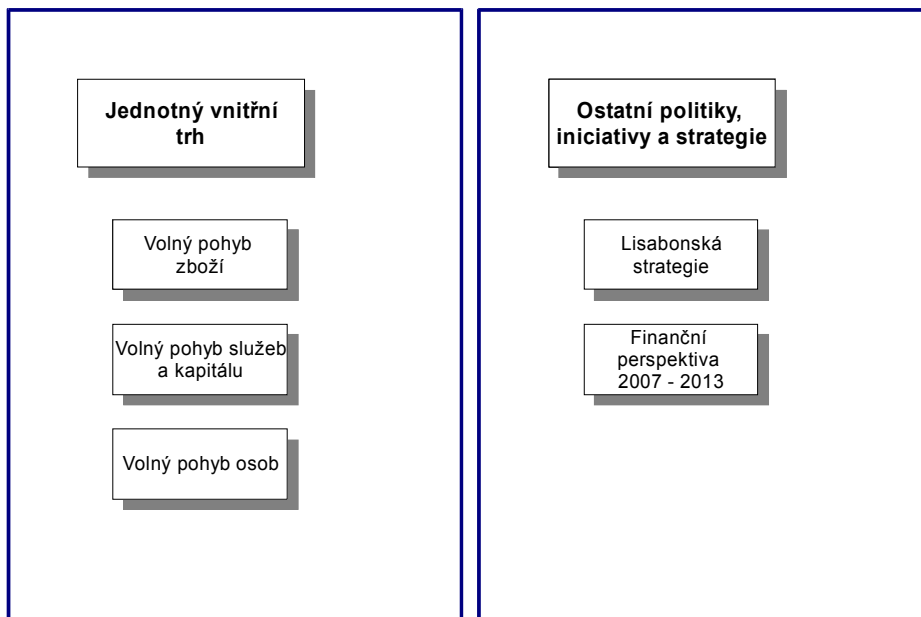 Jednotný vnitřní
trh
Volný pohyb
zboží
Volný pohyb služeb
a kapitálu
Volný pohyb osob
Ostatní politiky,
iniciativy a strategie
Lisabonská
strategie
Finanční
perspektiva
2007 - 2013